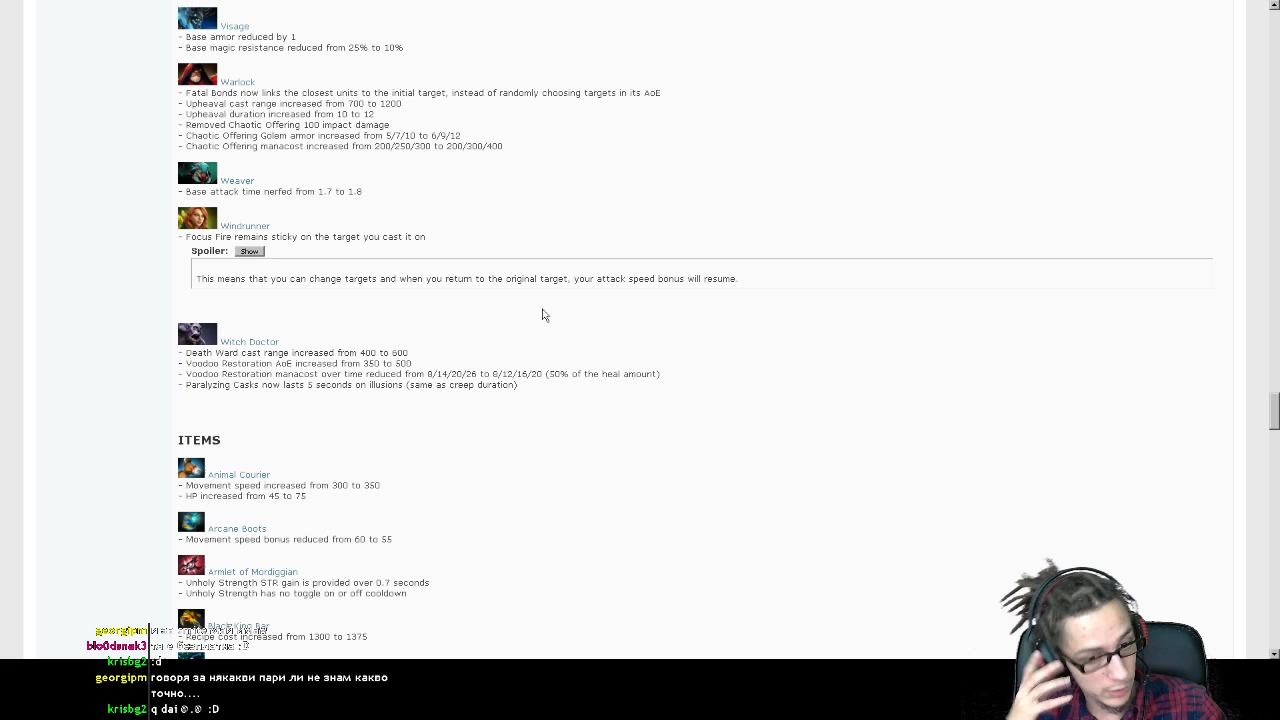 Visage
- Base armor reduced by 1
- Base magic resistance reduced from 25% to 10%
Warlock
- Fatal Bonds now links the closest units to the initial target, instead of randomly choosing targets in its AoE
- Upheaval cast range increased from 700 to 1200
- Upheaval duration increased from 10 to 12
- Removed Chaotic Offering 100 impact damage
- Chaotic Offering Golem armor increased from 5/7/10 to 6/9/12
- Chaotic Offering manacost increased from 200/250/300 to 200/300/400
Weaver
- Base attack time nerfed from 1.7 to 1.8
Windrunner
- Focus Fire remains sticky on the target you cast it on
Spoiler: Show
This means that you can change targets and when you return to the original target, your attack speed bonus will resume.
Witch Doctor
- Death Ward cast range increased from 400 to 600
- Voodoo Restoration AoE increased from 350 to 500
- Voodoo Restoration manacost over time reduced from 8/14/20/26 to 8/12/16/20 (50% of the heal amount)
- Paralyzing Casks now lasts 5 seconds on illusions (same as creep duration)
ITEMS
Animal Courier
- Movement speed increased from 300 to 350
- HP increased from 45 to 75
Arcane Boots
- Movement speed bonus reduced from 60 to 55
Armlet of Mordiggian
- Unholy Strength STR gain is provided over 0.7 seconds
- Unholy Strength has no toggle on or off cooldown
Black King Bar
- Recipe cost increased from 1300 to 1375
georgipm
krisbg2 :d
georgipm говоря за някакви пари ли не знам какво
точно....
krisbg2 q dai @.@ :D